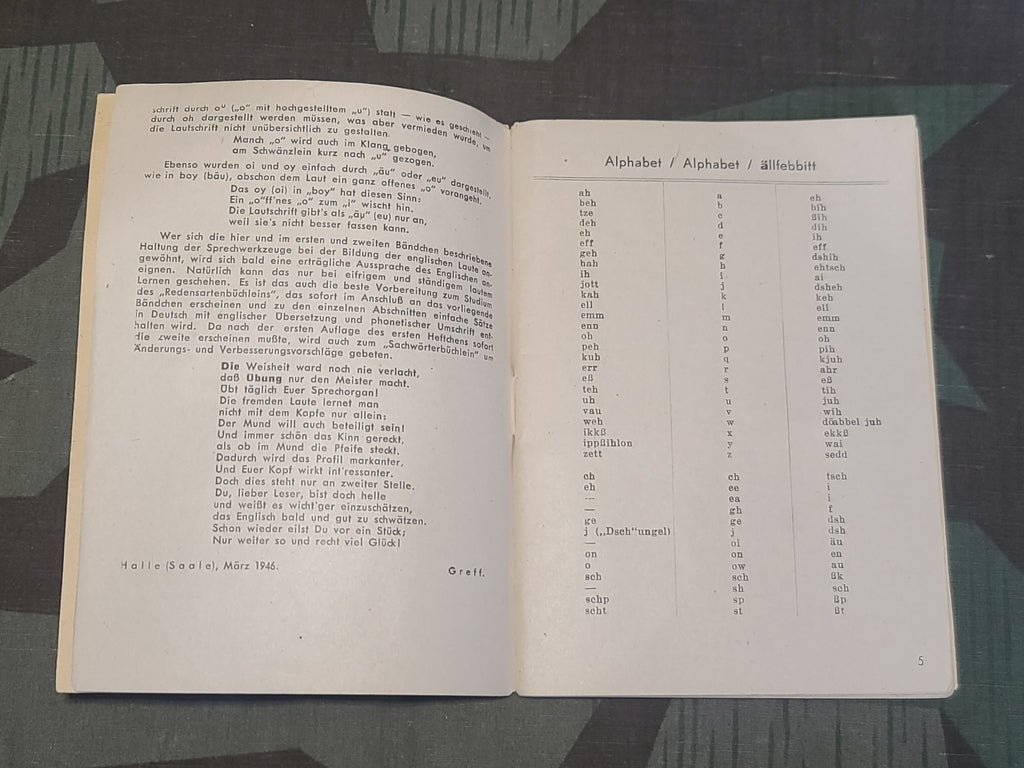 schrift durch oᵘ („o" mit hochgestelltem „u") statt — wie es geschieht —
durch oh dargestellt werden müssen, was aber vermieden wurde, um
die Lautschrift nicht unübersichtlich zu gestalten.
Manch „o" wird auch im Klang gebogen,
am Schwänzlein kurz nach „u" gezogen.
Ebenso wurden oi und oy einfach durch „äu" oder „eu" dargestellt,
wie in boy (bäu), obschon dem Laut ein ganz offenes „o" vorangeht.
Das oy (oi) in „boy" hat diesen Sinn:
Ein „o"ff'nes „o" zum „i" wischt hin.
Die Lautschrift gibt's als „äy" (eu) nur an,
weil sie's nicht besser fassen kann.
Wer sich die hier und im ersten und zweiten Bändchen beschriebene
Haltung der Sprechwerkzeuge bei der Bildung der englischen Laute an-
gewöhnt, wird sich bald eine erträgliche Aussprache des Englischen an-
eignen. Natürlich kann das nur bei eifrigem und ständigem lautem
Lernen geschehen. Es ist das auch die beste Vorbereitung zum Studium
des „Redensartenbüchleins", das sofort im Anschluß an das vorliegende
Bändchen erscheinen und zu den einzelnen Abschnitten einfache Sätze
in Deutsch mit englischer Übersetzung und phonetischer Umschrift ent-
halten wird. Da nach der ersten Auflage des ersten Heftchens sofort
die zweite erscheinen mußte, wird auch zum „Sachwörterbüchlein" um
Änderungs- und Verbesserungsvorschläge gebeten.
Die Weisheit ward noch nie verlacht,
daß Übung nur den Meister macht.
Übt täglich Euer Sprechorgan!
Die fremden Laute lernet man
nicht mit dem Kopfe nur allein:
Der Mund will auch beteiligt sein!
Und immer schön das Kinn gereckt,
als ob im Mund die Pfeife steckt.
Dadurch wird das Profil markanter,
Und Euer Kopf wirkt int'ressanter.
Doch dies steht nur an zweiter Stelle.
Du, lieber Leser, bist doch helle
und weißt es wicht'ger einzuschätzen,
das Englisch bald und gut zu schwätzen.
Schon wieder eilst Du vor ein Stück;
Nur weiter so und recht viel Glück!
Halle (Saale), März 1946. Greff.
Alphabet / Alphabet / ällfebbitt
ah a eh
beh b bih
tze c ßih
deh d dih
eh e ih
eff f eff
geh g dshih
hah h ehtsch
ih i ai
jott j dsheh
kah k keh
ell l ell
emm m emm
enn n enn
oh o oh
peh p pih
kuh q kjuh
err r ahr
eß s eß
teh t tih
uh u juh
vau v wih
weh w döabbel juh
ikkß x ekkß
ippßihlon y wai
zett z sedd
ch ch tsch
eh ee i
— ea i
— gh f
ge ge dsh
j („Dsch"ungel) j dsh
— oi äu
on on en
o ow au
sch sch ßk
— sh sch
schp sp ßp
scht st ßt
5